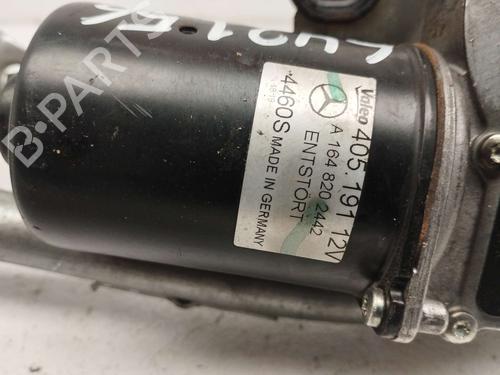 B-PARTS
Valeo
405.191 12V
A 164 820 2442
ENTSTÖRT
4460S MADE IN GERMANY